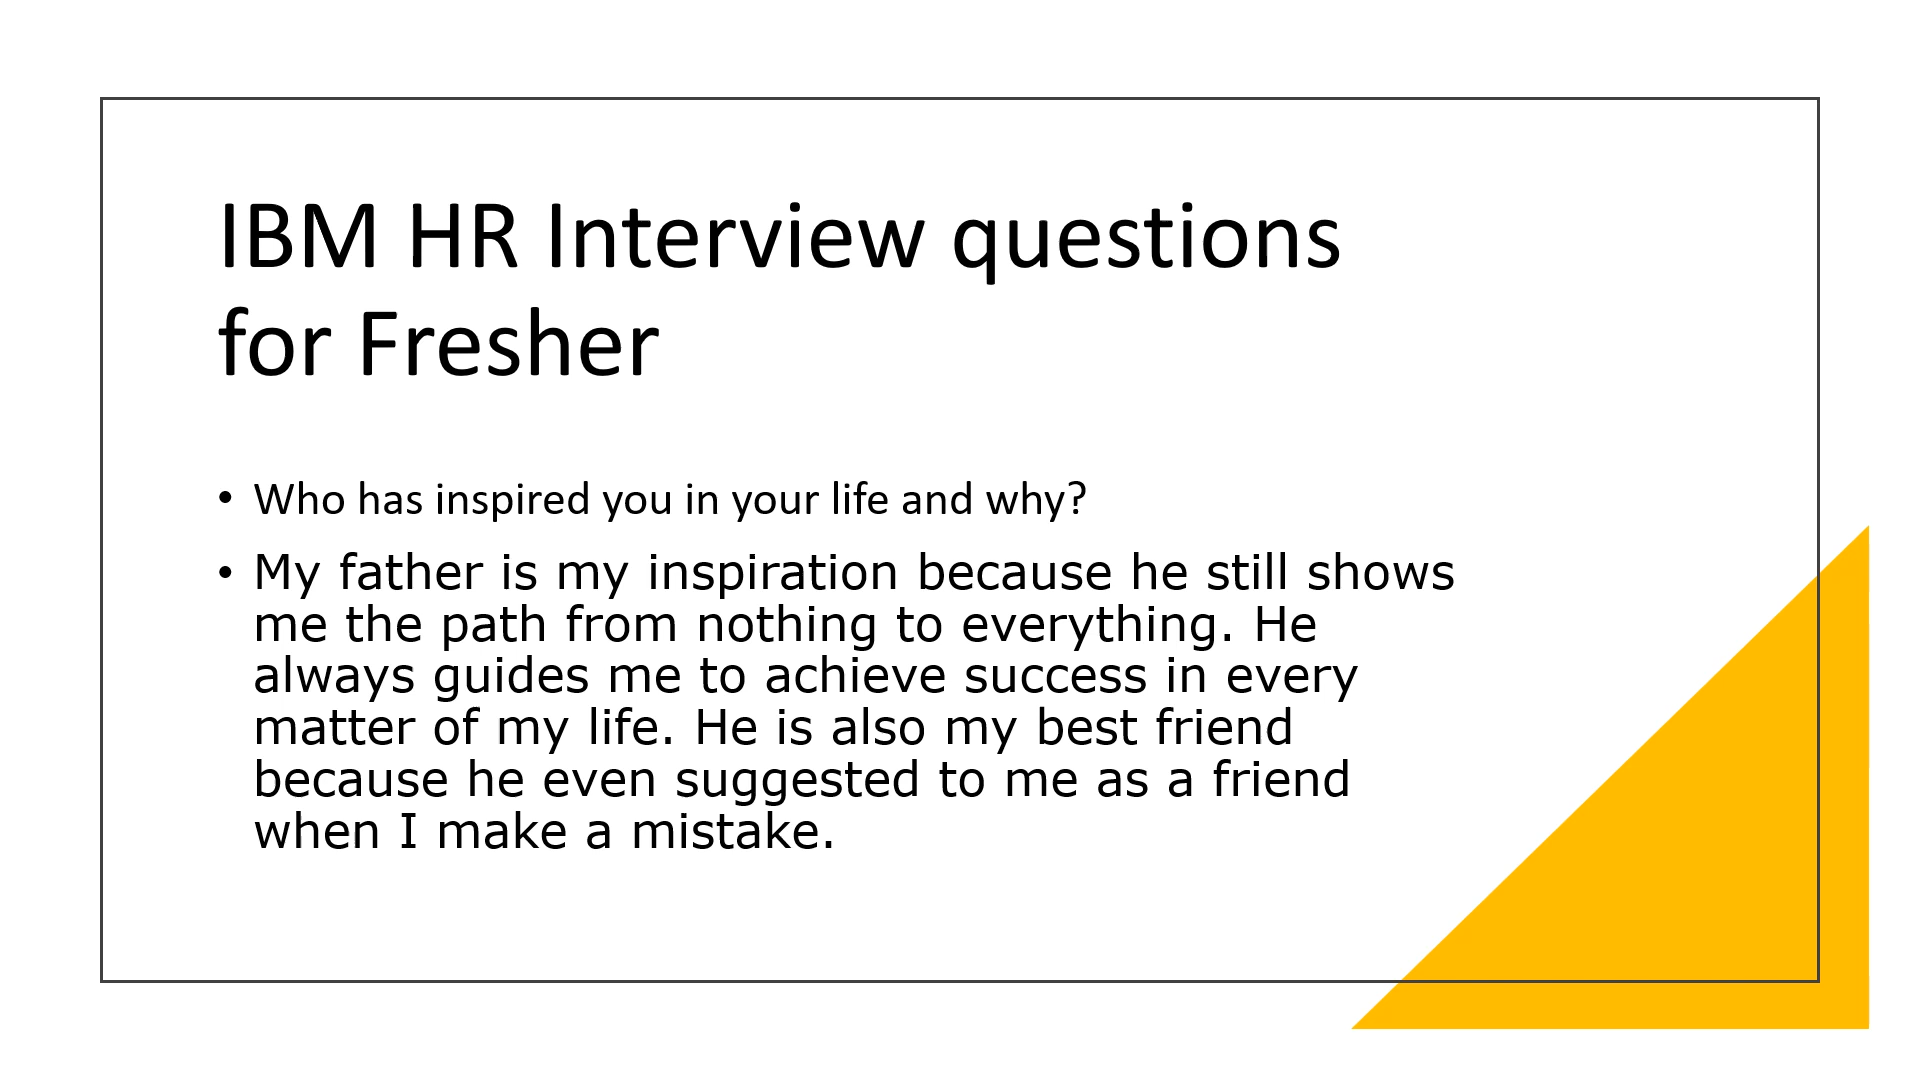 IBM HR Interview questions
for Fresher
• Who has inspired you in your life and why?
• My father is my inspiration because he still shows
me the path from nothing to everything. He
always guides me to achieve success in every
matter of my life. He is also my best friend
because he even suggested to me as a friend
when I make a mistake.